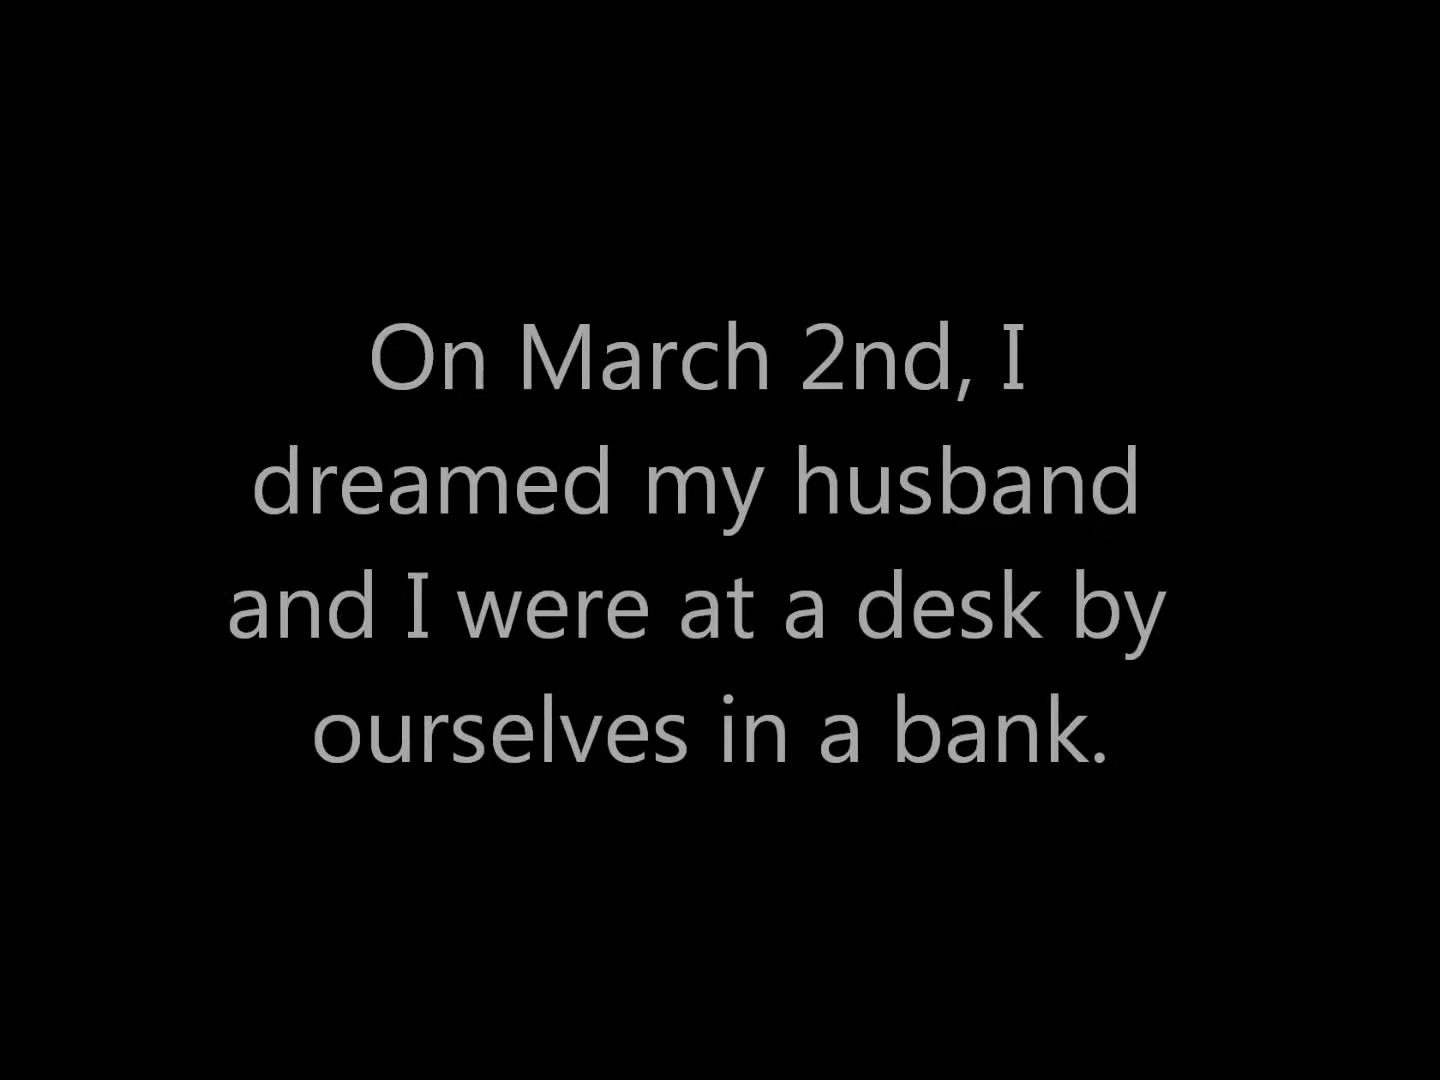 On March 2nd, I
dreamed my husband
and I were at a desk by
ourselves in a bank.